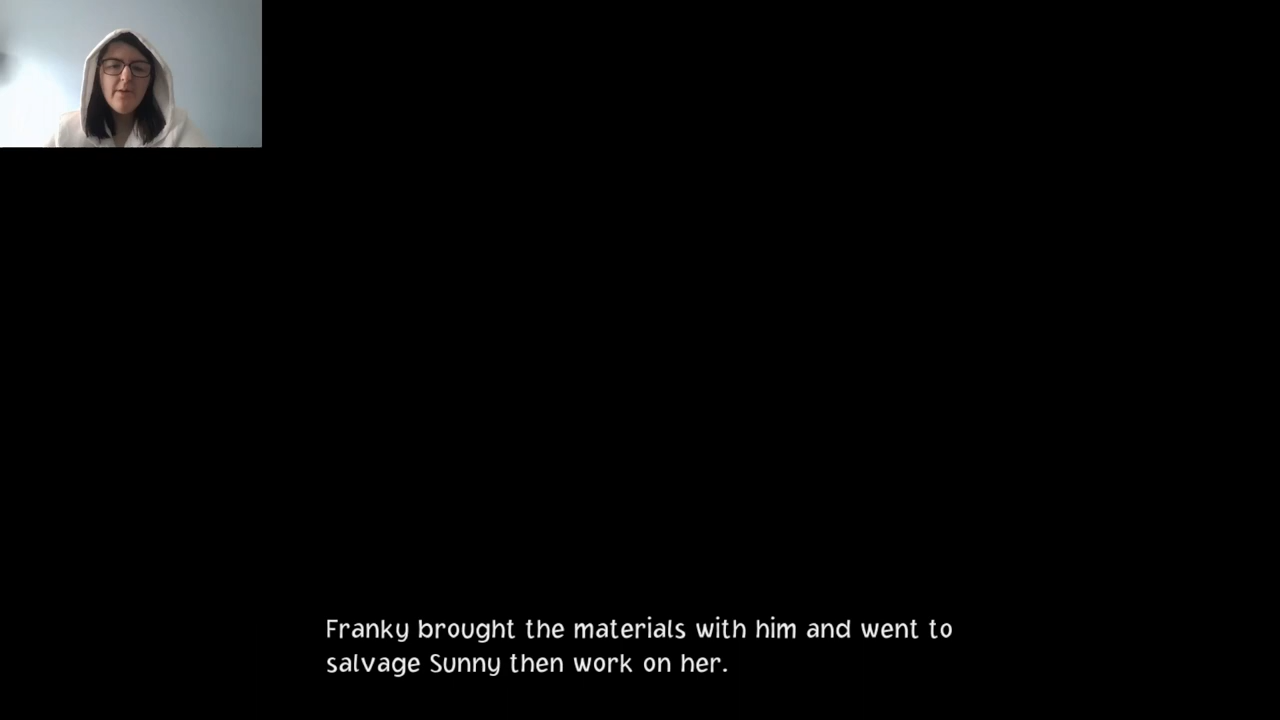 Franky brought the materials with him and went to
salvage Sunny then work on her.